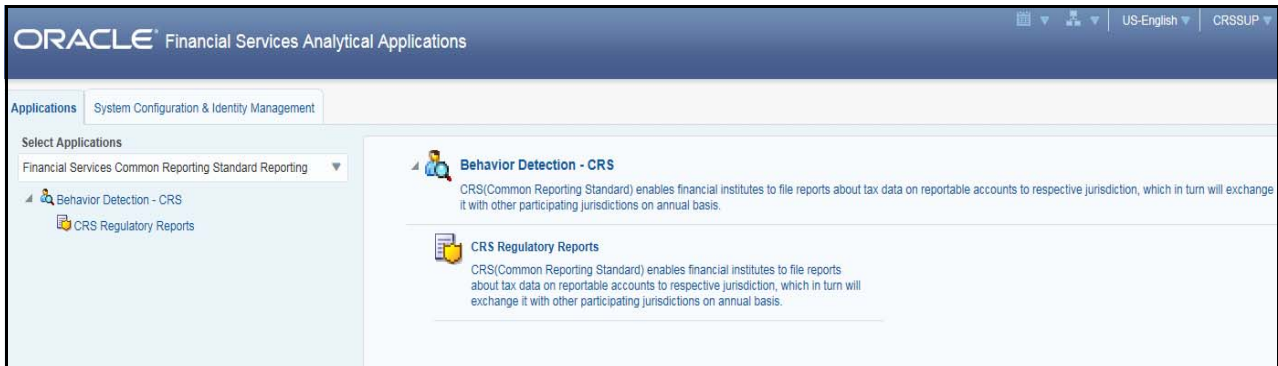 US-English
CRSSUP
ORACLE® Financial Services Analytical Applications
Applications
System Configuration & Identity Management
Select Applications
Financial Services Common Reporting Standard Reporting
Behavior Detection - CRS
CRS Regulatory Reports
Behavior Detection - CRS
CRS(Common Reporting Standard) enables financial institutes to file reports about tax data on reportable accounts to respective jurisdiction, which in turn will exchange
it with other participating jurisdictions on annual basis.
CRS Regulatory Reports
CRS(Common Reporting Standard) enables financial institutes to file reports
about tax data on reportable accounts to respective jurisdiction, which in turn will
exchange it with other participating jurisdictions on annual basis.